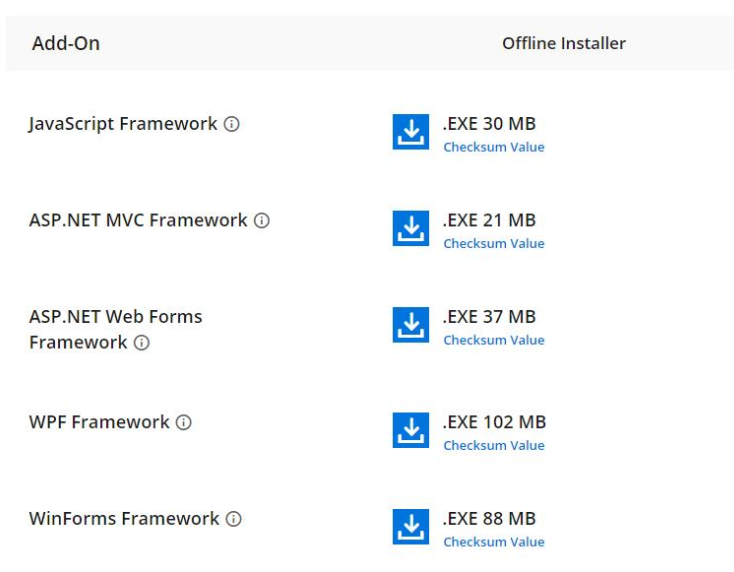 Add-On
Offline Installer
JavaScript Framework
.EXE 30 MB
Checksum Value
ASP.NET MVC Framework
.EXE 21 MB
Checksum Value
ASP.NET Web Forms
Framework
.EXE 37 MB
Checksum Value
WPF Framework
.EXE 102 MB
Checksum Value
WinForms Framework
.EXE 88 MB
Checksum Value